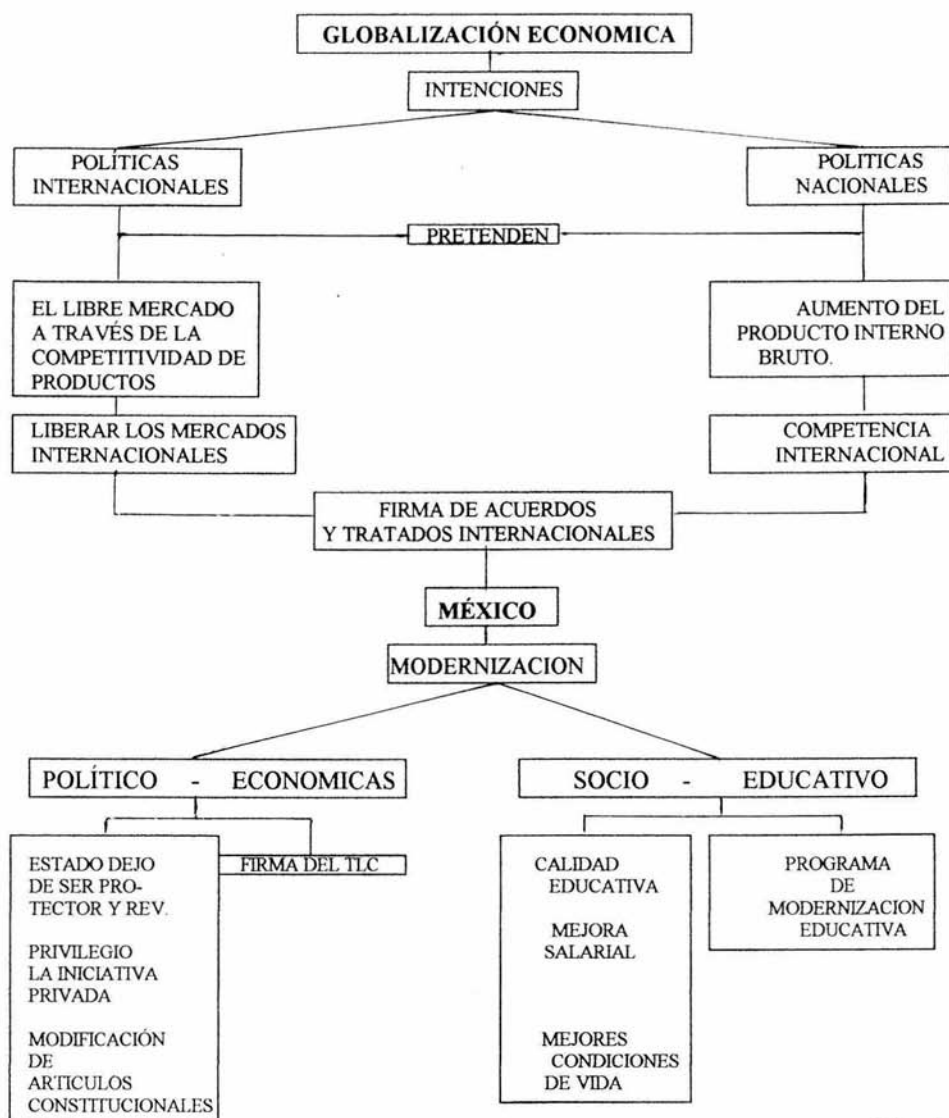 GLOBALIZACIÓN ECONOMICA
INTENCIONES
POLÍTICAS
INTERNACIONALES
POLITICAS
NACIONALES
PRETENDEN
EL LIBRE MERCADO
A TRAVÉS DE LA
COMPETITIVIDAD DE
PRODUCTOS
AUMENTO DEL
PRODUCTO INTERNO
BRUTO.
LIBERAR LOS MERCADOS
INTERNACIONALES
COMPETENCIA
INTERNACIONAL
FIRMA DE ACUERDOS
Y TRATADOS INTERNACIONALES
MÉXICO
MODERNIZACION
POLÍTICO - ECONOMICAS
SOCIO - EDUCATIVO
ESTADO DEJO
DE SER PRO-
TECTOR Y REV.
PRIVILEGIO
LA INICIATIVA
PRIVADA
MODIFICACIÓN
DE
ARTICULOS
CONSTITUCIONALES
FIRMA DEL TLC
CALIDAD
EDUCATIVA
MEJORA
SALARIAL
MEJORES
CONDICIONES
DE VIDA
PROGRAMA
DE
MODERNIZACION
EDUCATIVA